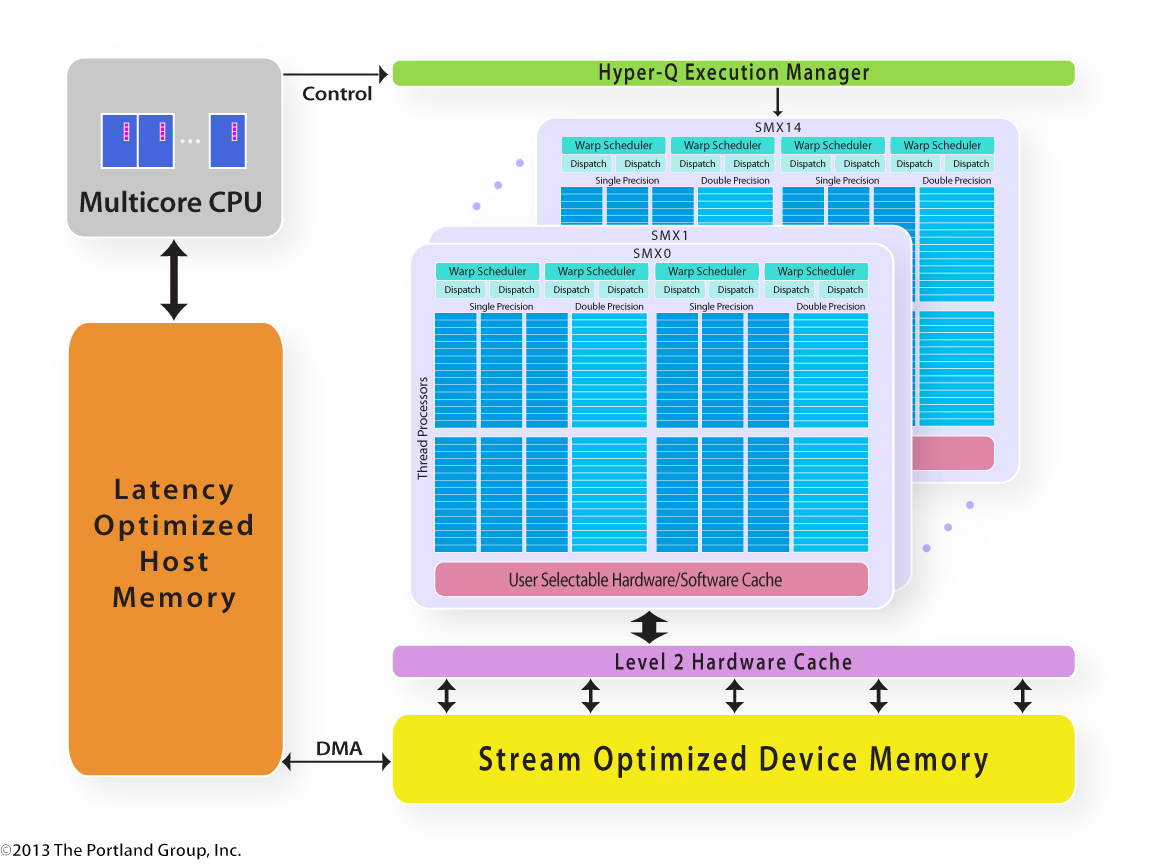 Hyper-Q Execution Manager
Control
Multicore CPU
SMX14
Warp Scheduler Warp Scheduler Warp Scheduler Warp Scheduler
Dispatch Dispatch Dispatch Dispatch Dispatch Dispatch Dispatch Dispatch
Single Precision Double Precision Single Precision Double Precision
SMX1
SMX0
Warp Scheduler Warp Scheduler Warp Scheduler Warp Scheduler
Dispatch Dispatch Dispatch Dispatch Dispatch Dispatch Dispatch Dispatch
Single Precision Double Precision Single Precision Double Precision
Thread Processors
User Selectable Hardware/Software Cache
Latency
Optimized
Host
Memory
Level 2 Hardware Cache
DMA
Stream Optimized Device Memory
©2013 The Portland Group, Inc.